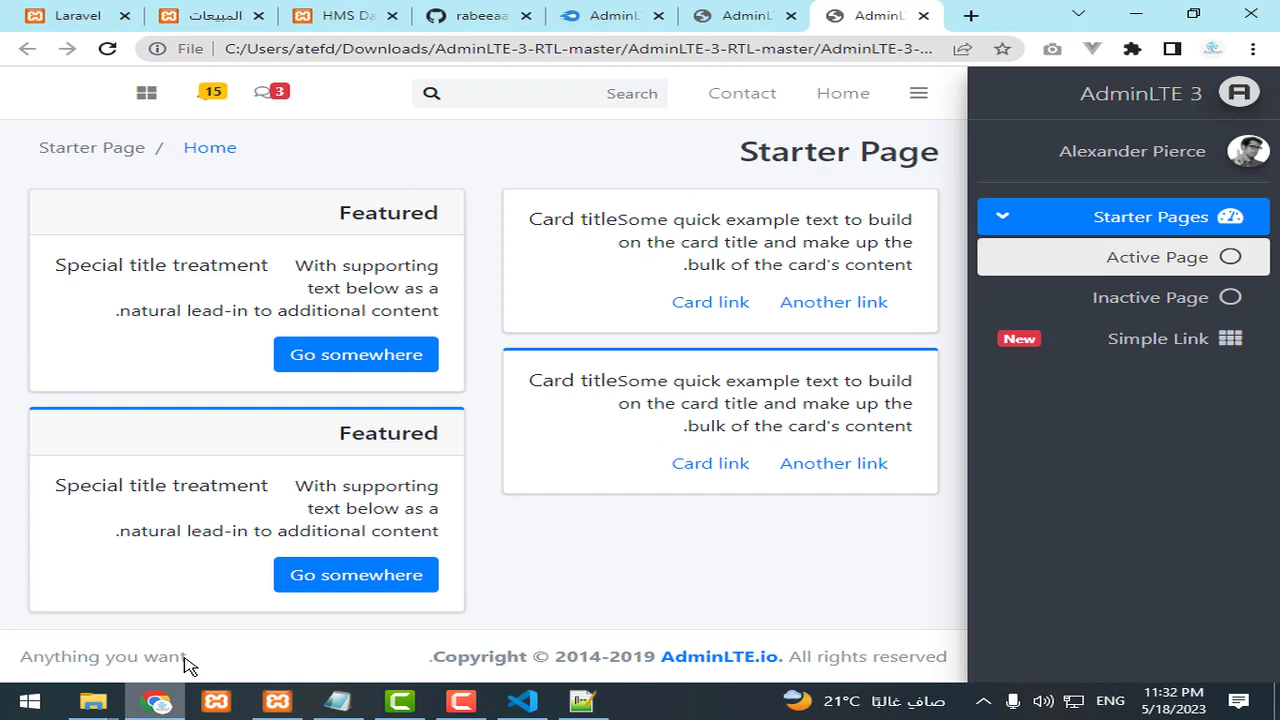 Laravel
المبيعات
HMS Da
rabeeaa
AdminL
AdminL
AdminL
File
C:/Users/atefd/Downloads/AdminLTE-3-RTL-master/AdminLTE-3-RTL-master/AdminLTE-3-...
15
3
Search
Contact
Home
AdminLTE 3
Starter Page / Home
Starter Page
Alexander Pierce
Starter Pages
Active Page
Inactive Page
New
Simple Link
Featured
Special title treatment
With supporting
text below as a
.natural lead-in to additional content
Go somewhere
Featured
Special title treatment
With supporting
text below as a
.natural lead-in to additional content
Go somewhere
Card titleSome quick example text to build
on the card title and make up the
.bulk of the card's content
Card link
Another link
Card titleSome quick example text to build
on the card title and make up the
.bulk of the card's content
Card link
Another link
Anything you want
.Copyright © 2014-2019 AdminLTE.io. All rights reserved
21°C
صافٍ غالبًا
ENG
11:32 PM
5/18/2023